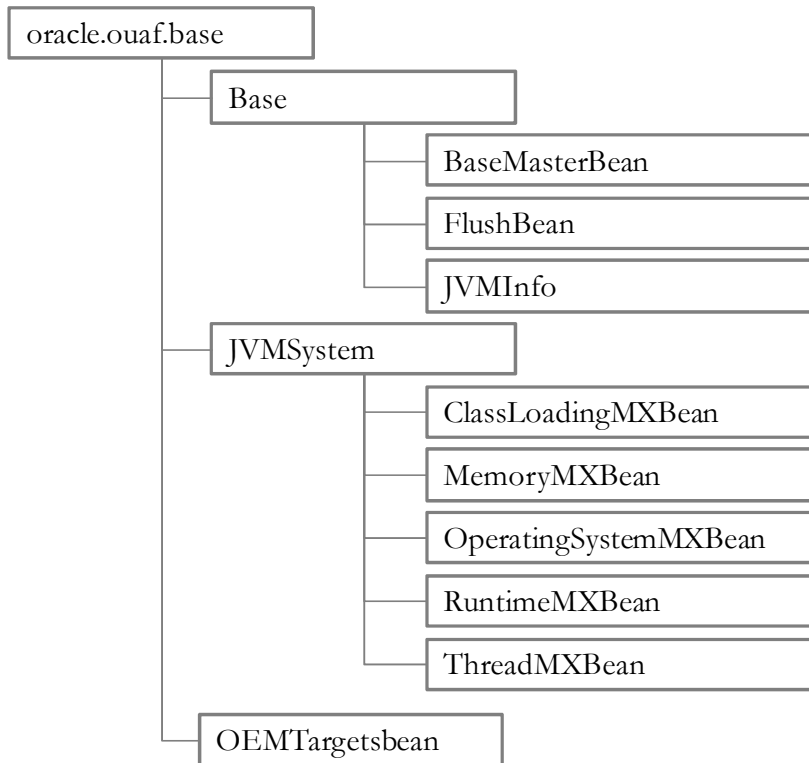 oracle.ouaf.base
Base
BaseMasterBean
FlushBean
JVMInfo
JVMSystem
ClassLoadingMXBean
MemoryMXBean
OperatingSystemMXBean
RuntimeMXBean
ThreadMXBean
OEMTargetsbean